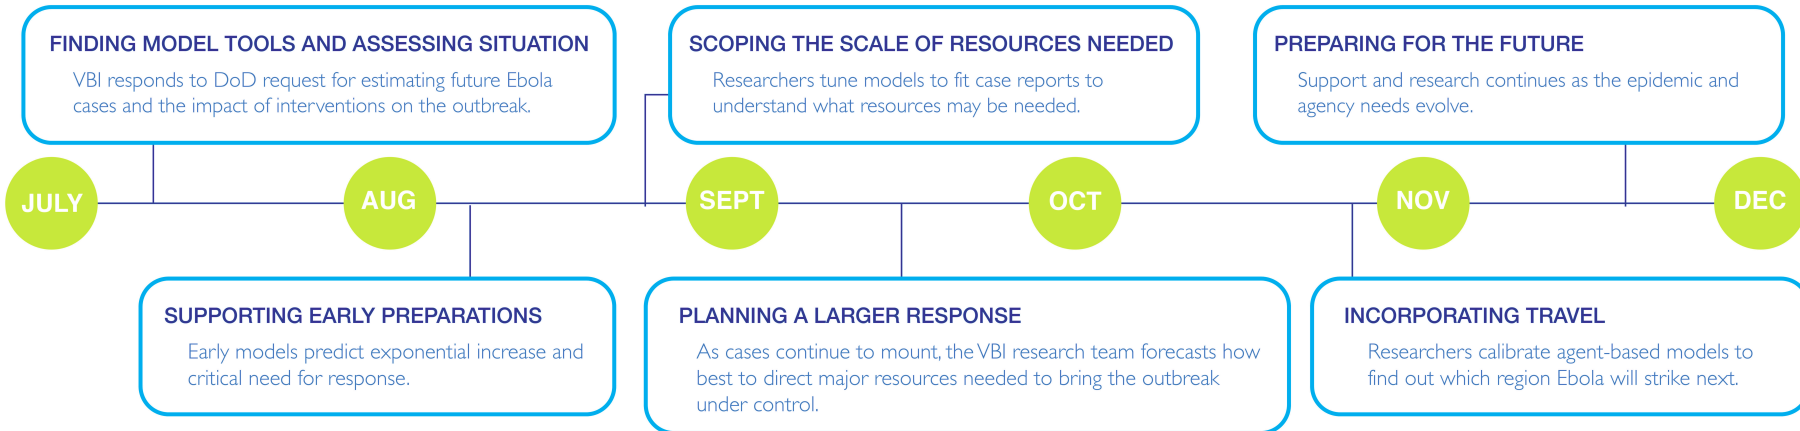 FINDING MODEL TOOLS AND ASSESSING SITUATION
VBI responds to DoD request for estimating future Ebola
cases and the impact of interventions on the outbreak.
SCOPING THE SCALE OF RESOURCES NEEDED
Researchers tune models to fit case reports to
understand what resources may be needed.
PREPARING FOR THE FUTURE
Support and research continues as the epidemic and
agency needs evolve.
JULY
AUG
SEPT
OCT
NOV
DEC
SUPPORTING EARLY PREPARATIONS
Early models predict exponential increase and
critical need for response.
PLANNING A LARGER RESPONSE
As cases continue to mount, the VBI research team forecasts how
best to direct major resources needed to bring the outbreak
under control.
INCORPORATING TRAVEL
Researchers calibrate agent-based models to
find out which region Ebola will strike next.